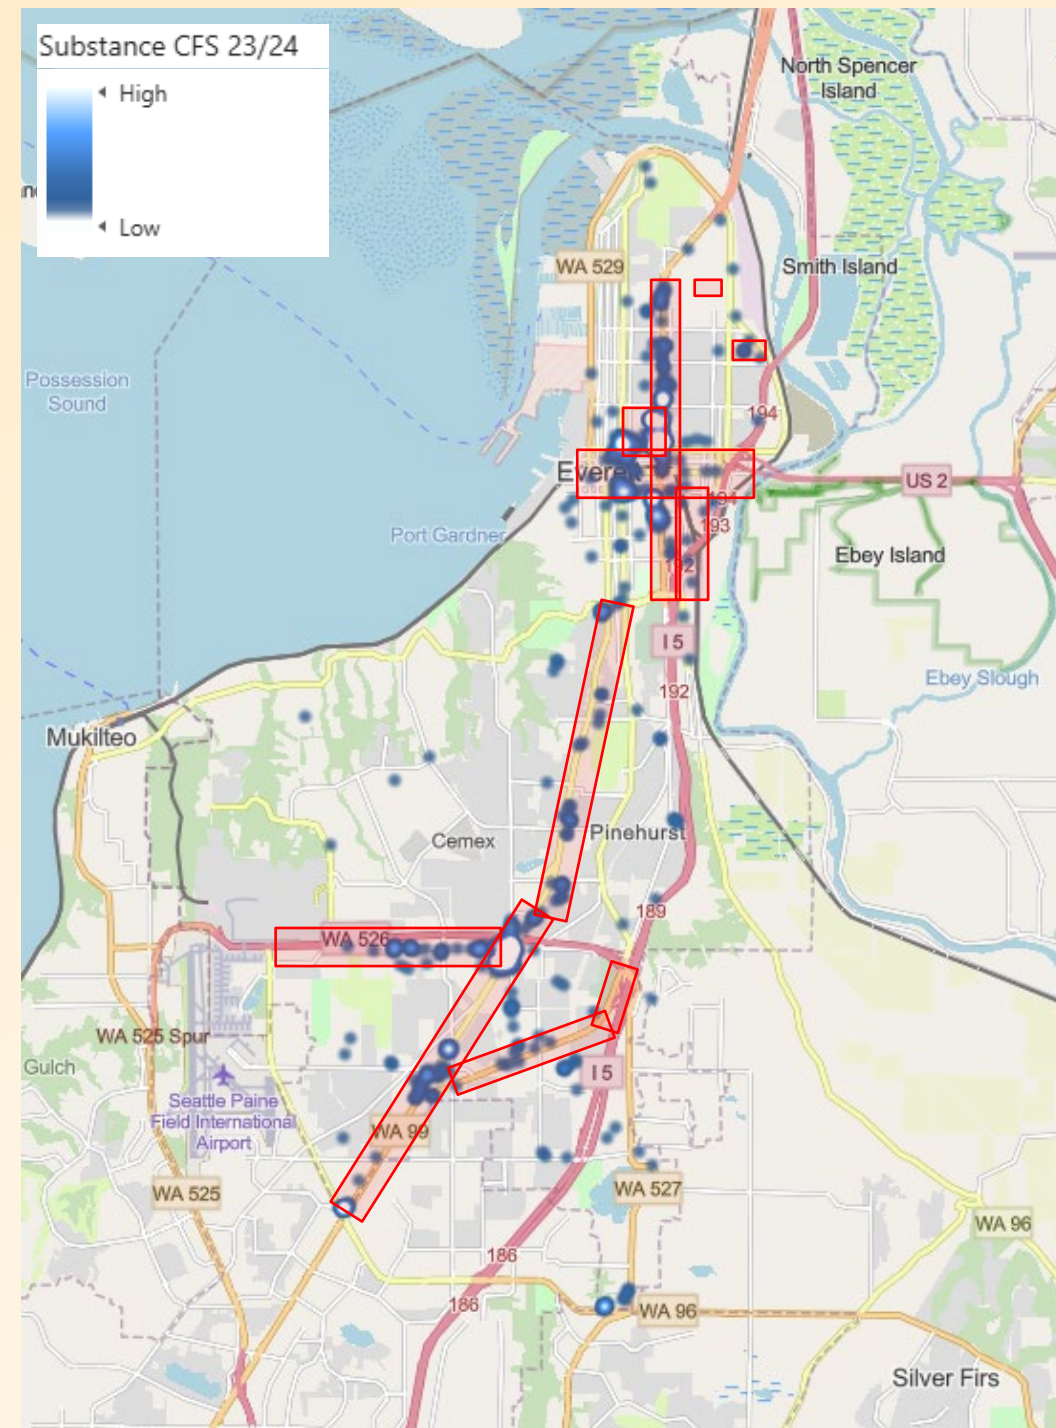 Substance CFS 23/24
High
Low
North Spencer
Island
WA 529
Smith Island
Possession
Sound
194
Everett
US 2
194
193
Port Gardner
Ebey Island
192
I 5
Ebey Slough
192
Mukilteo
Cemex
Pinehurst
189
WA 526
WA 525 Spur
Gulch
I 5
Seattle Paine
Field International
Airport
WA 99
WA 525
WA 527
WA 96
186
186
WA 96
Silver Firs